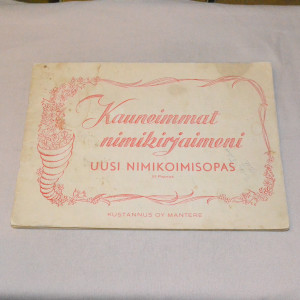 Kauneimmat
nimikirjaimeni
UUSI NIMIKOIMISOPAS
KUSTANNUS OY MANTERE